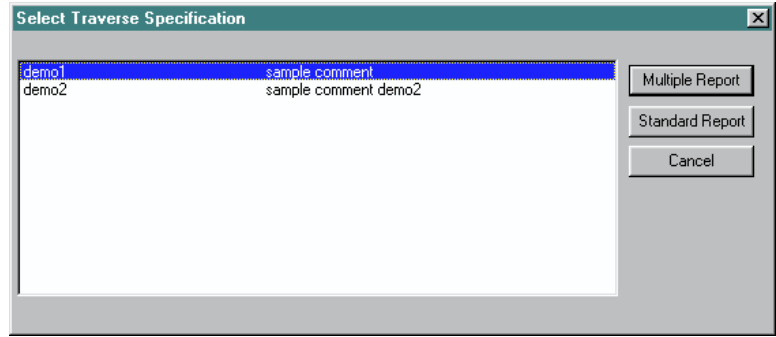 Select Traverse Specification
demo1 sample comment
demo2 sample comment demo2
Multiple Report
Standard Report
Cancel